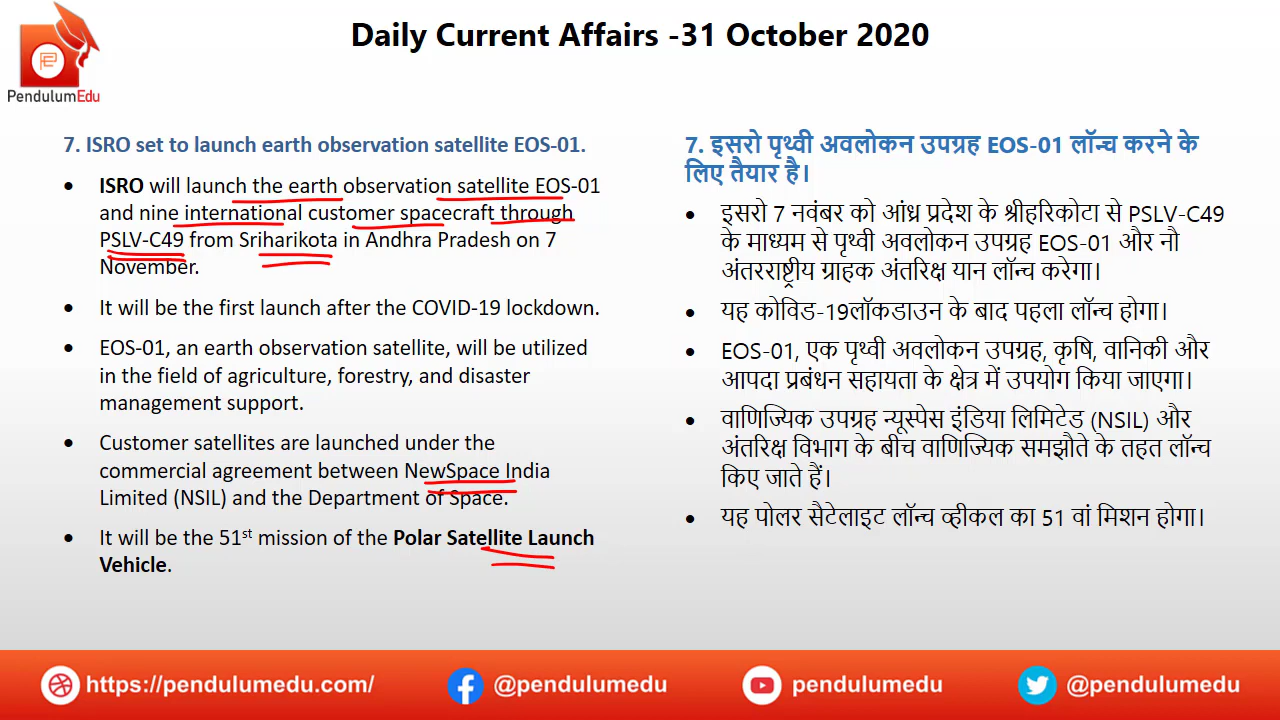 Daily Current Affairs -31 October 2020
PendulumEdu
7. ISRO set to launch earth observation satellite EOS-01.
• ISRO will launch the earth observation satellite EOS-01
and nine international customer spacecraft through
PSLV-C49 from Sriharikota in Andhra Pradesh on 7
November.
• It will be the first launch after the COVID-19 lockdown.
• EOS-01, an earth observation satellite, will be utilized
in the field of agriculture, forestry, and disaster
management support.
• Customer satellites are launched under the
commercial agreement between NewSpace India
Limited (NSIL) and the Department of Space.
• It will be the 51st mission of the Polar Satellite Launch
Vehicle.
7. इसरो पृथ्वी अवलोकन उपग्रह EOS-01 लॉन्च करने के
लिए तैयार है।
• इसरो 7 नवंबर को आंध्र प्रदेश के श्रीहरिकोटा से PSLV-C49
के माध्यम से पृथ्वी अवलोकन उपग्रह EOS-01 और नौ
अंतरराष्ट्रीय ग्राहक अंतरिक्ष यान लॉन्च करेगा।
• यह कोविड-19लॉकडाउन के बाद पहला लॉन्च होगा।
• EOS-01, एक पृथ्वी अवलोकन उपग्रह, कृषि, वानिकी और
आपदा प्रबंधन सहायता के क्षेत्र में उपयोग किया जाएगा।
• वाणिज्यिक उपग्रह न्यूस्पेस इंडिया लिमिटेड (NSIL) और
अंतरिक्ष विभाग के बीच वाणिज्यिक समझौते के तहत लॉन्च
किए जाते हैं।
• यह पोलर सैटेलाइट लॉन्च व्हीकल का 51 वां मिशन होगा।
https://pendulumedu.com/
@pendulumedu
pendulumedu
@pendulumedu